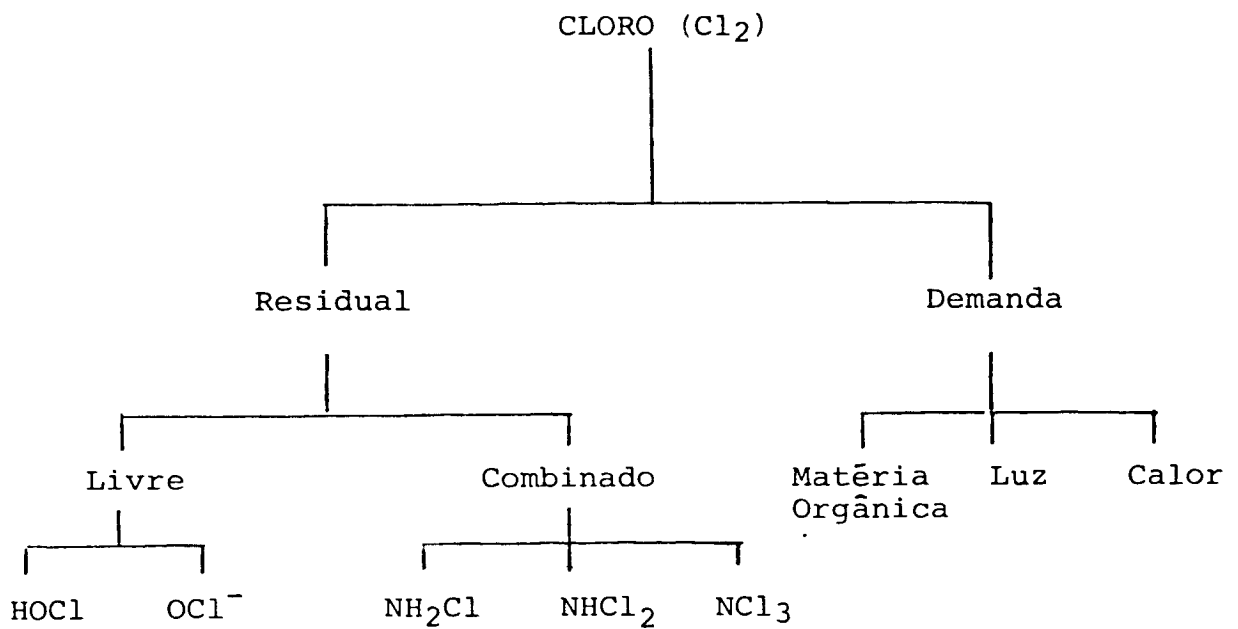 CLORO (Cl₂)
Residual
Demanda
Livre
Combinado
Matéria
Orgânica
Luz
Calor
HOCl
OCl⁻
NH₂Cl
NHCl₂
NCl₃